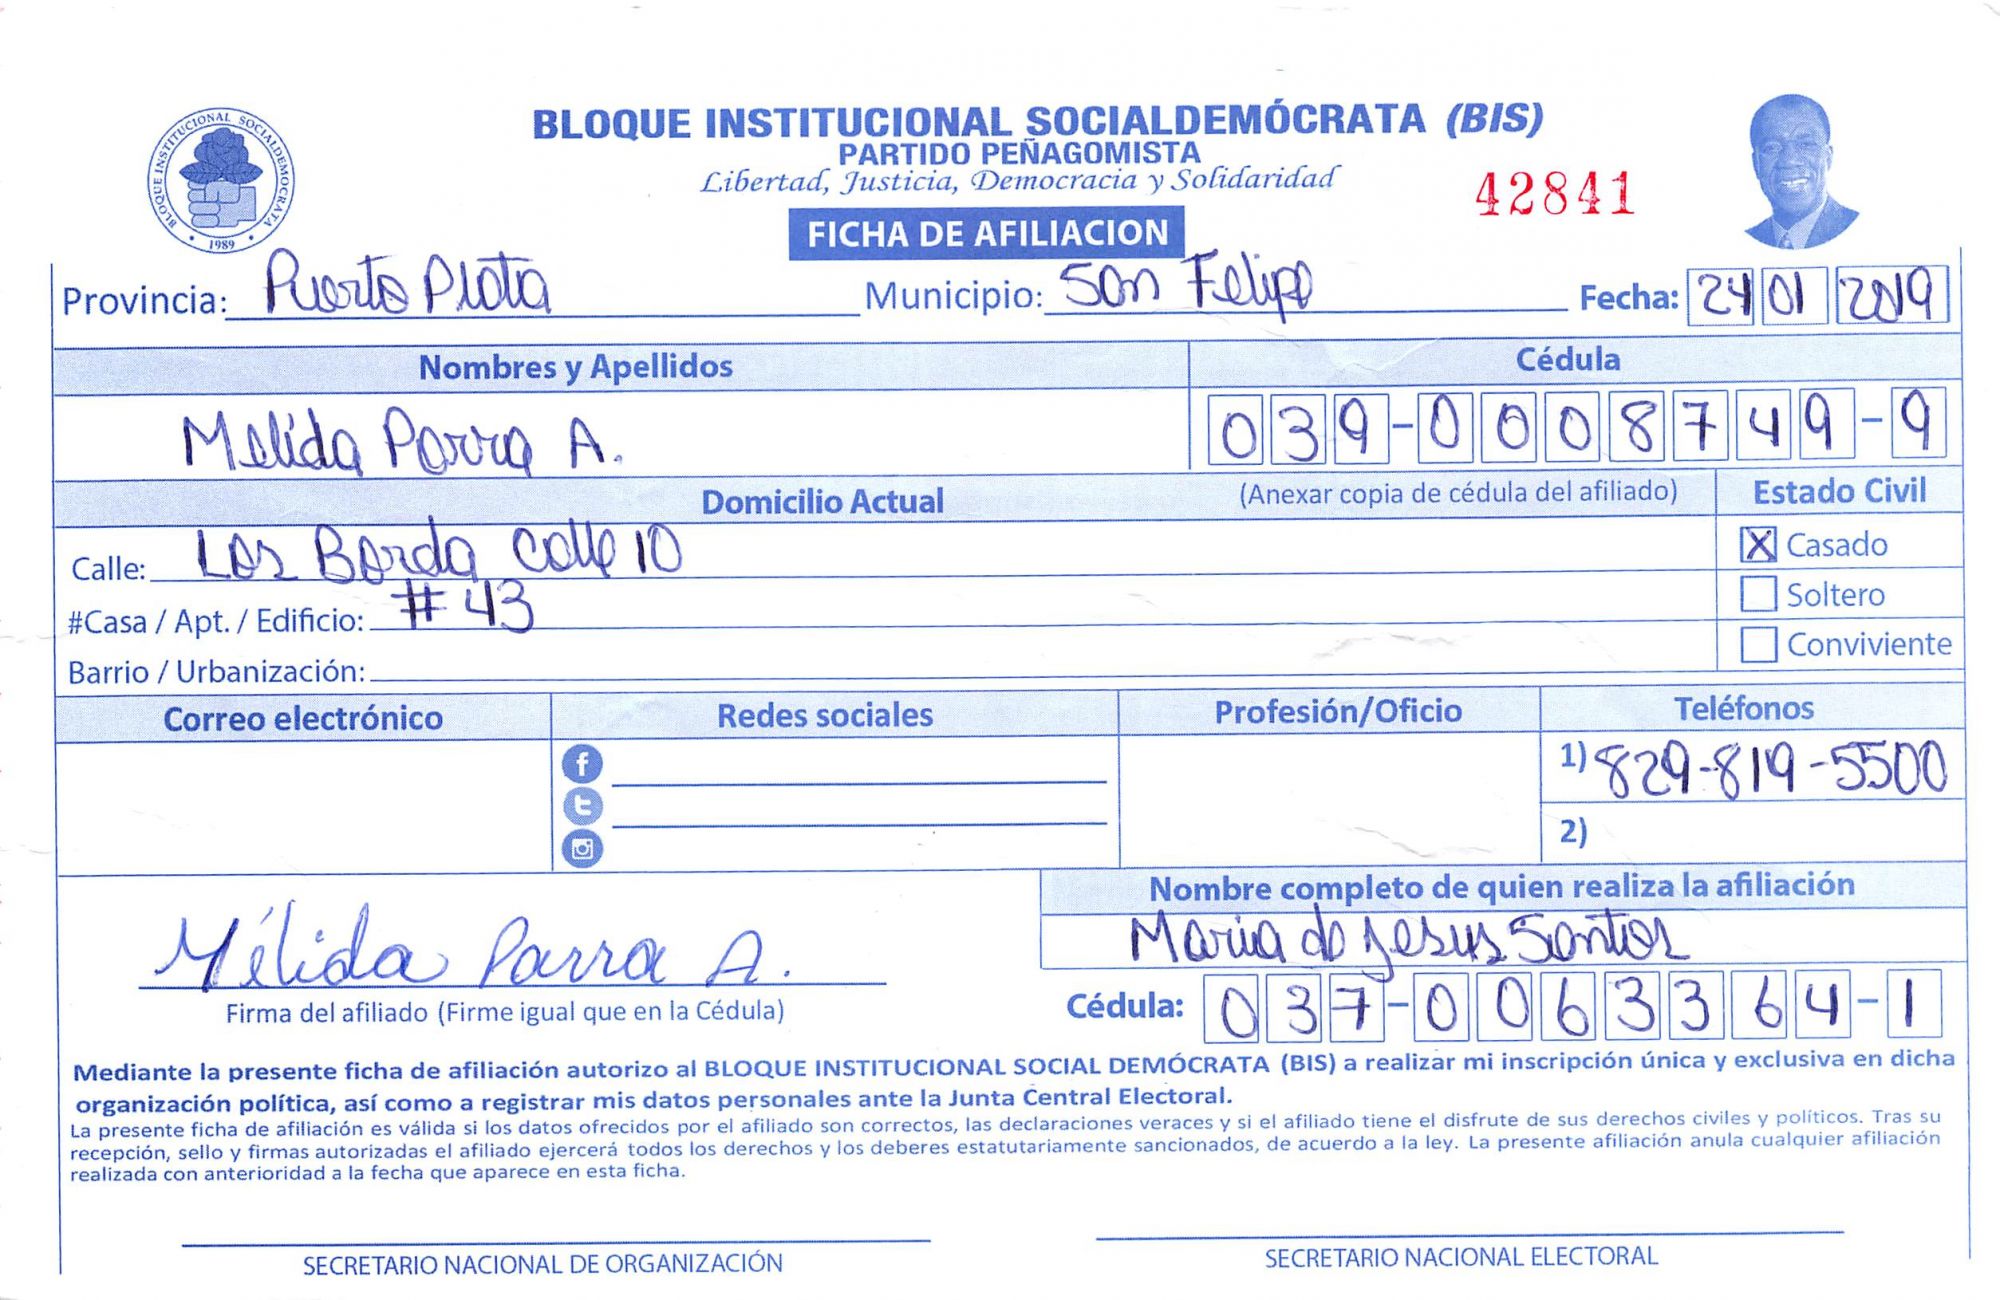 BLOQUE INSTITUCIONAL SOCIALDEMOCRATA
1989
BLOQUE INSTITUCIONAL SOCIALDEMÓCRATA (BIS)
PARTIDO PEÑAGOMISTA
Libertad, Justicia, Democracia y Solidaridad
42841
FICHA DE AFILIACION
Provincia: Puerto Plata Municipio: San Felipe Fecha: 24 01 2019
Nombres y Apellidos Cédula
Melida Parra A. 039-0008749-9
Domicilio Actual (Anexar copia de cédula del afiliado) Estado Civil
Calle: Los Borda Calle 10 X Casado
#Casa / Apt. / Edificio: #43 Soltero
Barrio / Urbanización: Conviviente
Correo electrónico Redes sociales Profesión/Oficio Teléfonos
1) 829-819-5500
2)
Nombre completo de quien realiza la afiliación
Maria de Jesus Santos
Mélida Parra A.
Firma del afiliado (Firme igual que en la Cédula) Cédula: 037-0063364-1
Mediante la presente ficha de afiliación autorizo al BLOQUE INSTITUCIONAL SOCIAL DEMÓCRATA (BIS) a realizar mi inscripción única y exclusiva en dicha
organización política, así como a registrar mis datos personales ante la Junta Central Electoral.
La presente ficha de afiliación es válida si los datos ofrecidos por el afiliado son correctos, las declaraciones veraces y si el afiliado tiene el disfrute de sus derechos civiles y políticos. Tras su
recepción, sello y firmas autorizadas el afiliado ejercerá todos los derechos y los deberes estatutariamente sancionados, de acuerdo a la ley. La presente afiliación anula cualquier afiliación
realizada con anterioridad a la fecha que aparece en esta ficha.
SECRETARIO NACIONAL DE ORGANIZACIÓN SECRETARIO NACIONAL ELECTORAL